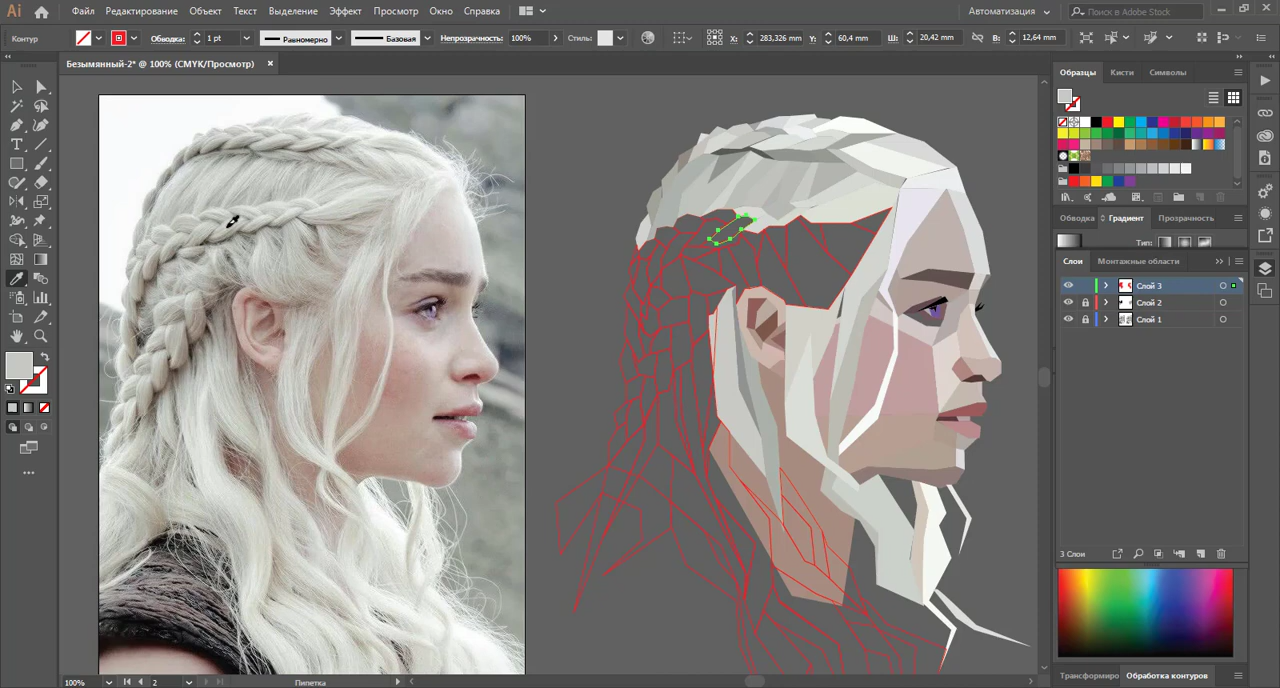 Ai
Файл Редактирование Объект Текст Выделение Эффект Просмотр Окно Справка Автоматизация Поиск в Adobe Stock
Контур Обводка: 1 pt Равномерно Базовая Непрозрачность: 100% Стиль: X: 283,326 mm Y: 60,4 mm Ш: 20,42 mm В: 12,64 mm
Безымянный-2* @ 100% (CMYK/Просмотр) ×
Образцы Кисти Символы
Обводка Градиент Прозрачность
Тип:
Слои Монтажные области
Слой 3
Слой 2
Слой 1
3 Слои
Трансформиро Обработка контуров
100% 2 Пипетка